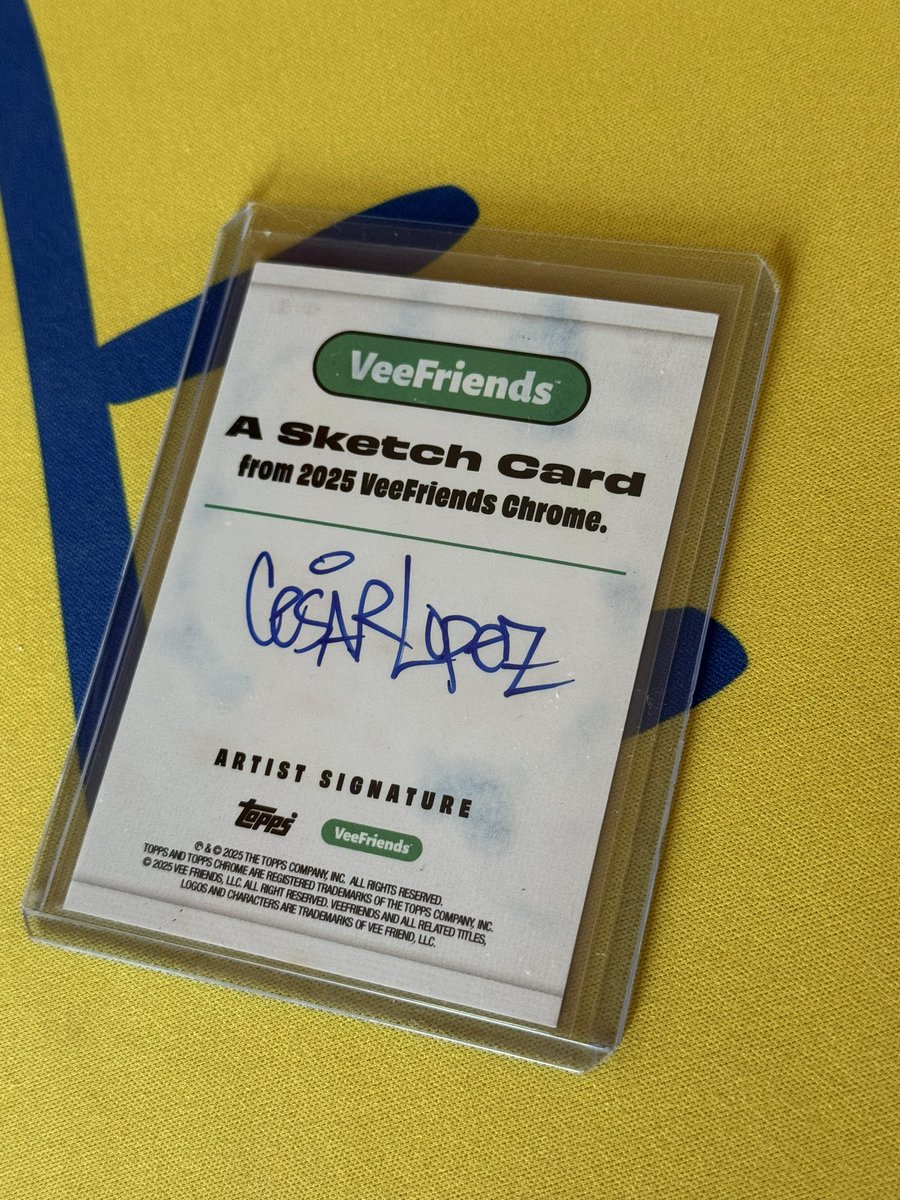 VeeFriends™
A Sketch Card
from 2025 VeeFriends Chrome.
CESAR LOPEZ
ARTIST SIGNATURE
topps VeeFriends™
℗ & © 2025 THE TOPPS COMPANY, INC. ALL RIGHTS RESERVED.
TOPPS AND TOPPS CHROME ARE REGISTERED TRADEMARKS OF THE TOPPS COMPANY, INC.
© 2025 VEE FRIENDS, LLC. ALL RIGHT RESERVED. VEEFRIENDS AND ALL RELATED TITLES,
LOGOS AND CHARACTERS ARE TRADEMARKS OF VEE FRIEND, LLC.